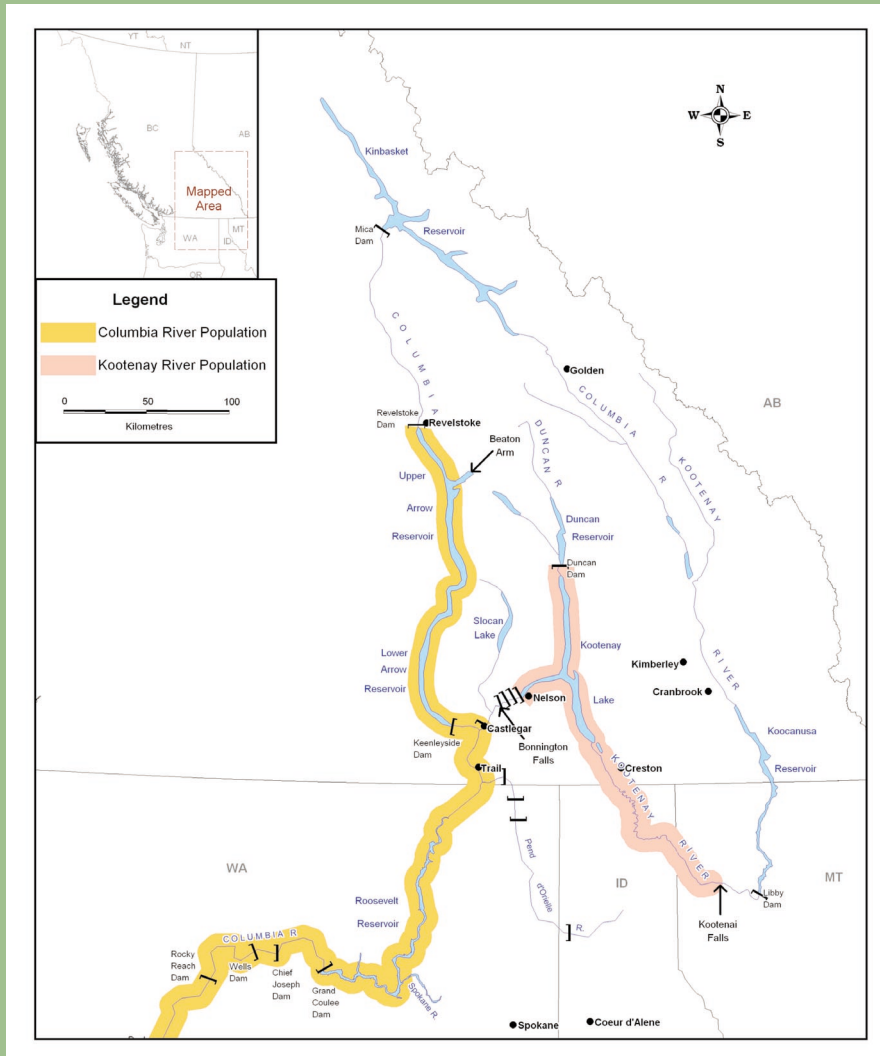 YT
NT
BC
AB
Mapped
Area
WA
ID
MT
OR
N
W
E
S
Legend
Columbia River Population
Kootenay River Population
0
50
100
Kilometres
Kinbasket
Reservoir
Mica
Dam
COLUMBIA
Golden
COLUMBIA
R
KOOTENAY
RIVER
AB
Revelstoke
Dam
Revelstoke
Beaton
Arm
DUNCAN R
Upper
Arrow
Reservoir
Duncan
Reservoir
Duncan
Dam
Slocan
Lake
Lower
Arrow
Reservoir
Kootenay
Lake
Kimberley
Cranbrook
Nelson
Castlegar
Keenleyside
Dam
Bonnington
Falls
Koocanusa
Reservoir
Trail
Creston
KOOTENAY
RIVER
WA
ID
MT
Pend
d'Orielle
R.
Libby
Dam
Kootenai
Falls
Roosevelt
Reservoir
COLUMBIA R
Rocky
Reach
Dam
Wells
Dam
Chief
Joseph
Dam
Grand
Coulee
Dam
Spokane R.
Spokane
Coeur d'Alene